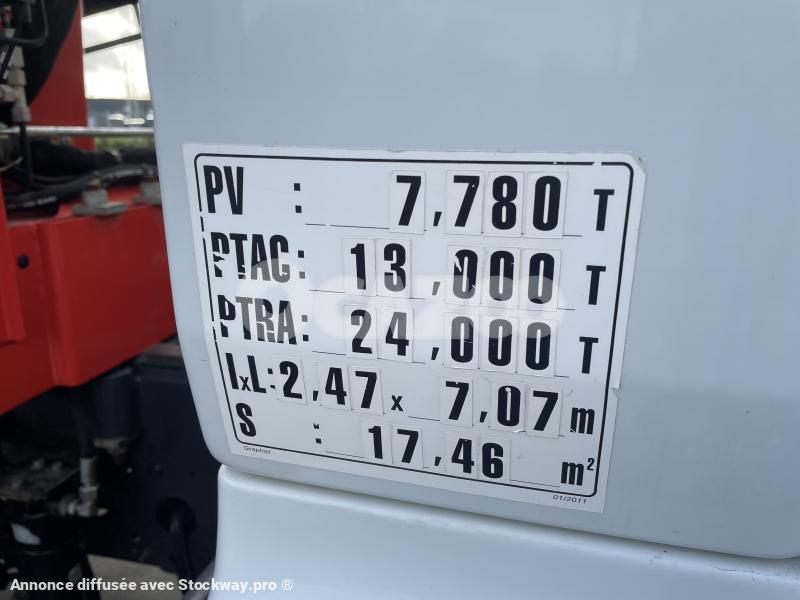 PV : 7,780 T
PTAC : 13,000 T
PTRA : 24,000 T
lxL: 2,47 x 7,07 m
S : 17,46 m²
Graphot 01/2011
Annonce diffusée avec Stockway.pro ®